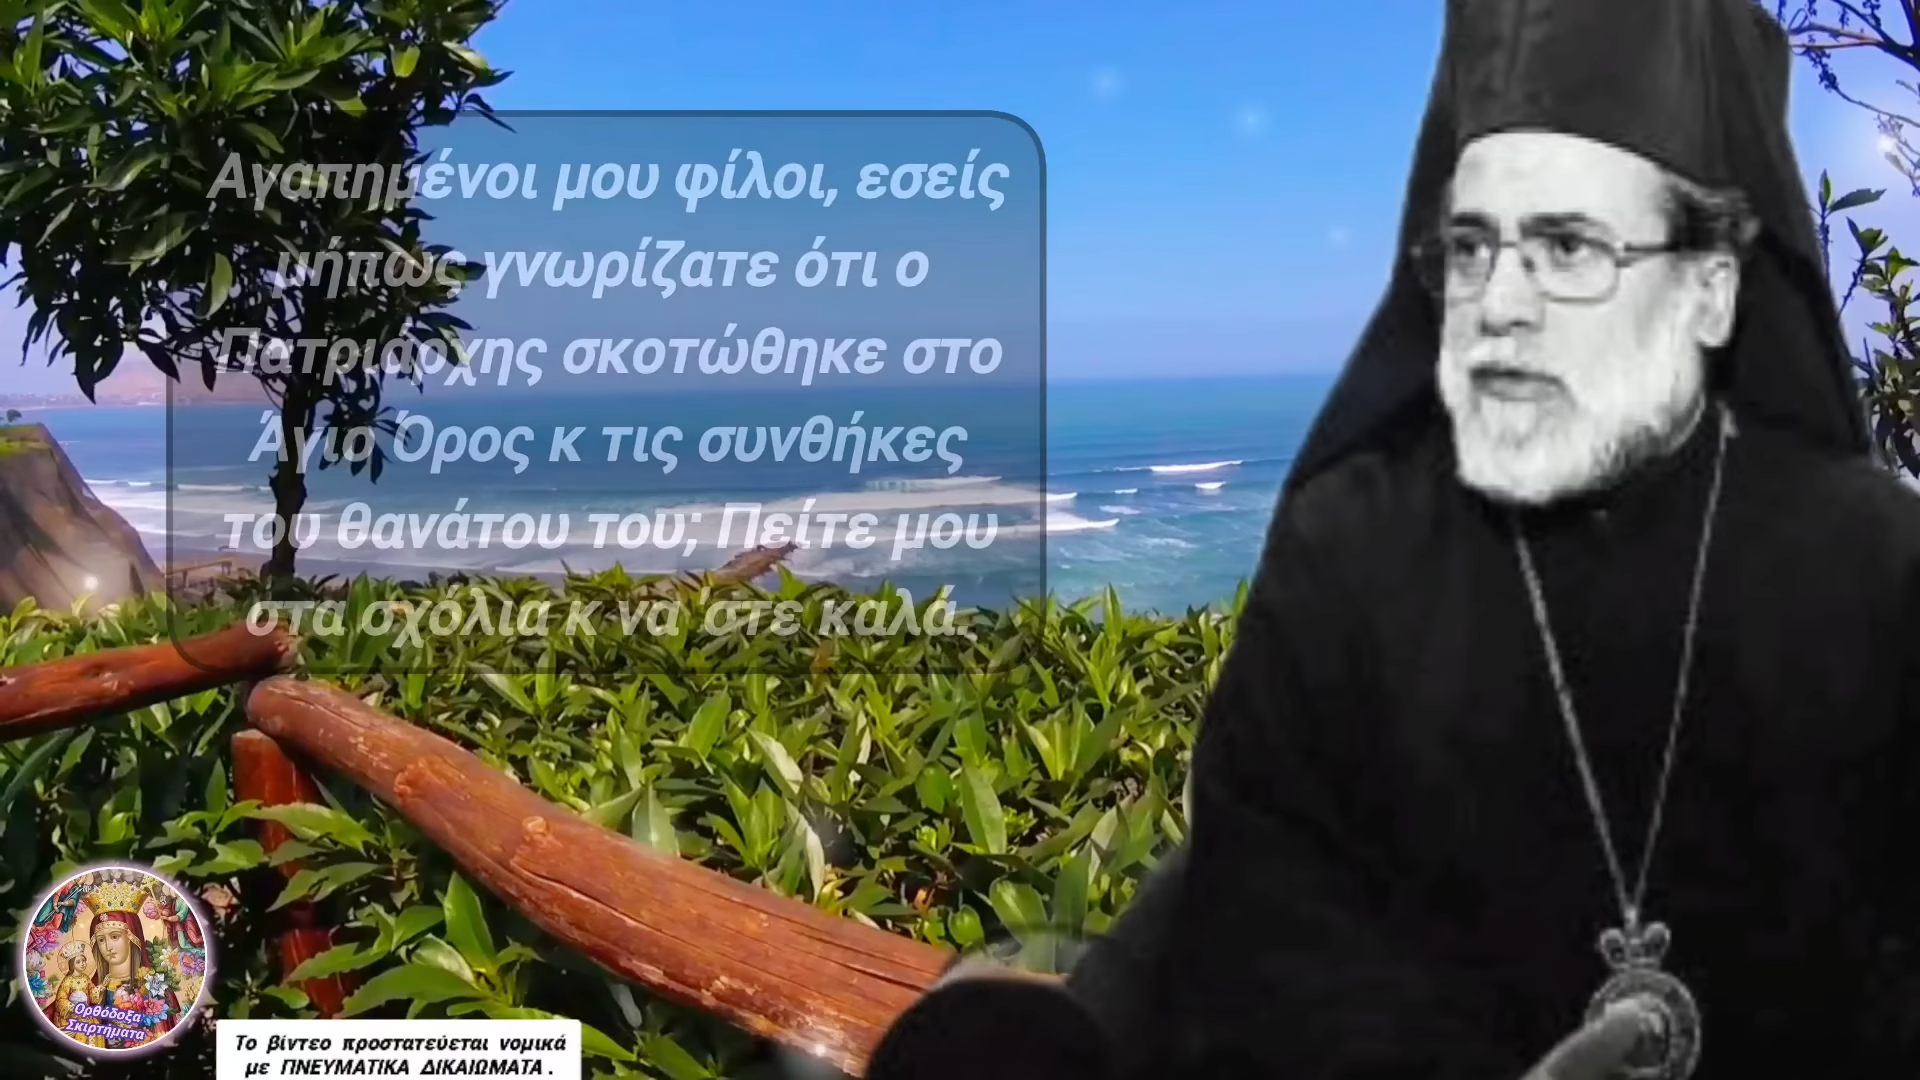 Αγαπημένοι μου φίλοι, εσείς
μήπως γνωρίζατε ότι ο
Πατριάρχης σκοτώθηκε στο
Άγιο Όρος κ τις συνθήκες
του θανάτου του; Πείτε μου
στα σχόλια κ να 'στε καλά.
Ορθόδοξα
Σκιρτήματα
Το βίντεο προστατεύεται νομικά
με ΠΝΕΥΜΑΤΙΚΑ ΔΙΚΑΙΩΜΑΤΑ.